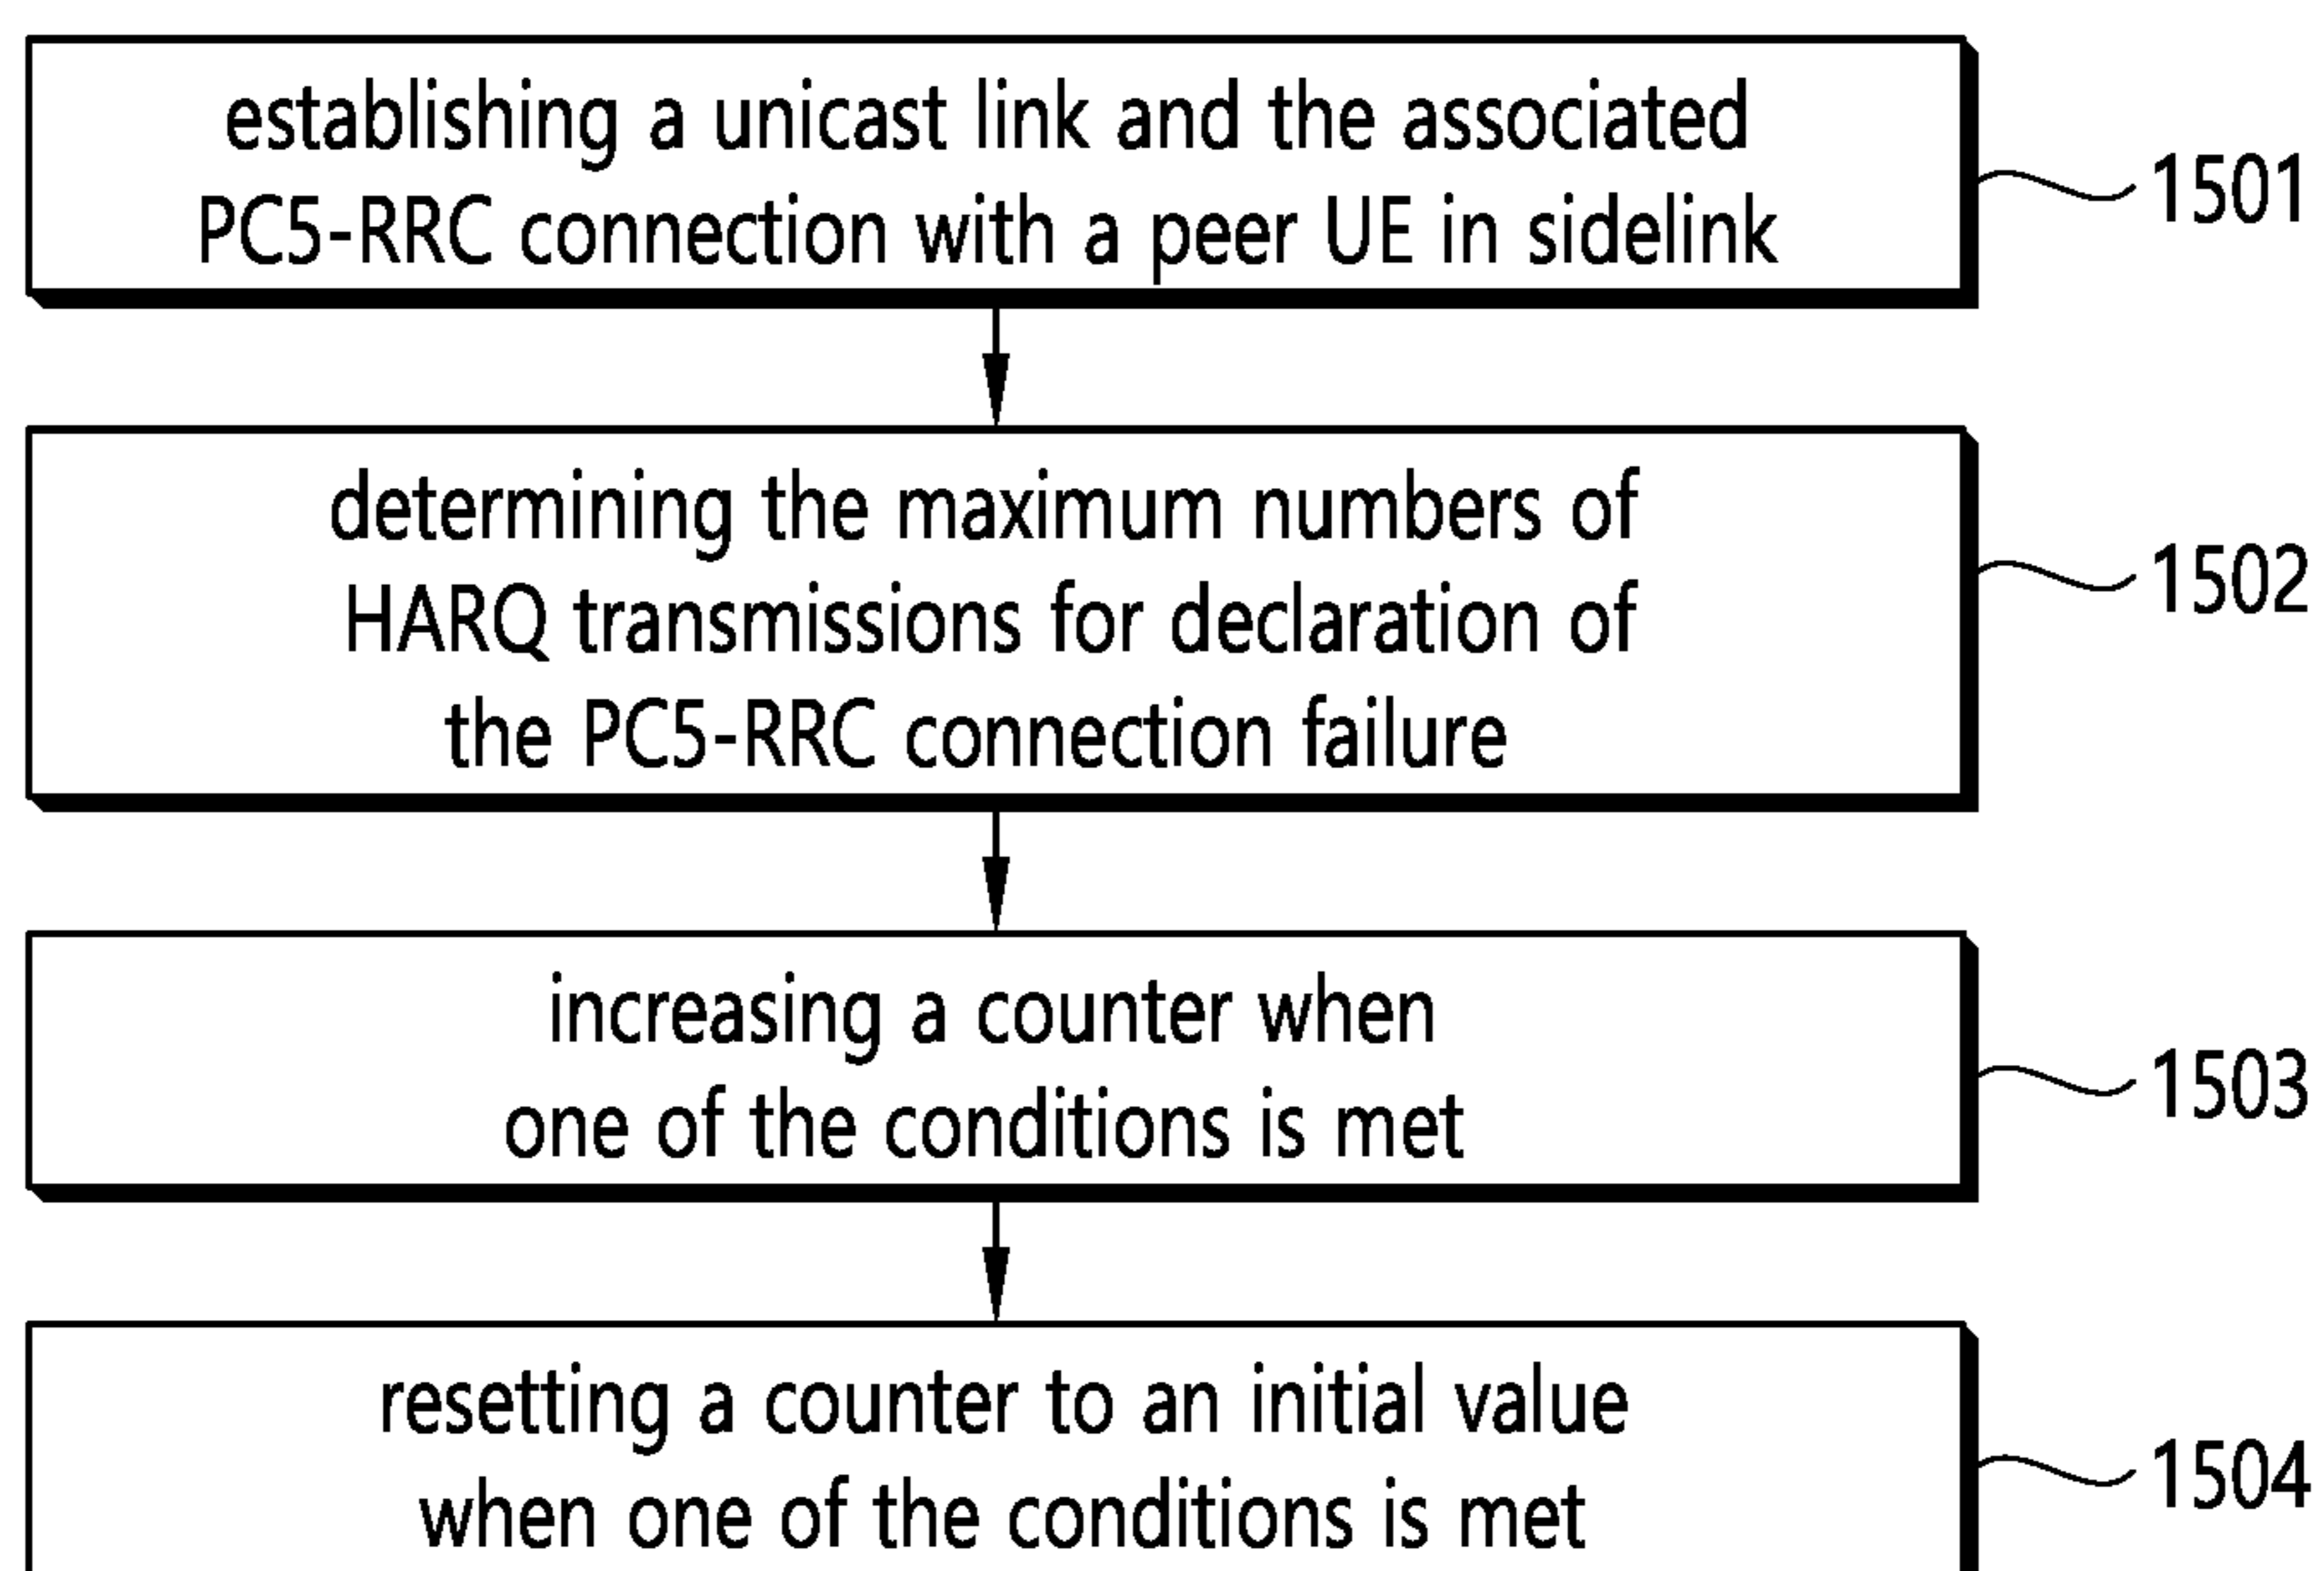 establishing a unicast link and the associated
PC5-RRC connection with a peer UE in sidelink
1501
determining the maximum numbers of
HARQ transmissions for declaration of
the PC5-RRC connection failure
1502
increasing a counter when
one of the conditions is met
1503
resetting a counter to an initial value
when one of the conditions is met
1504